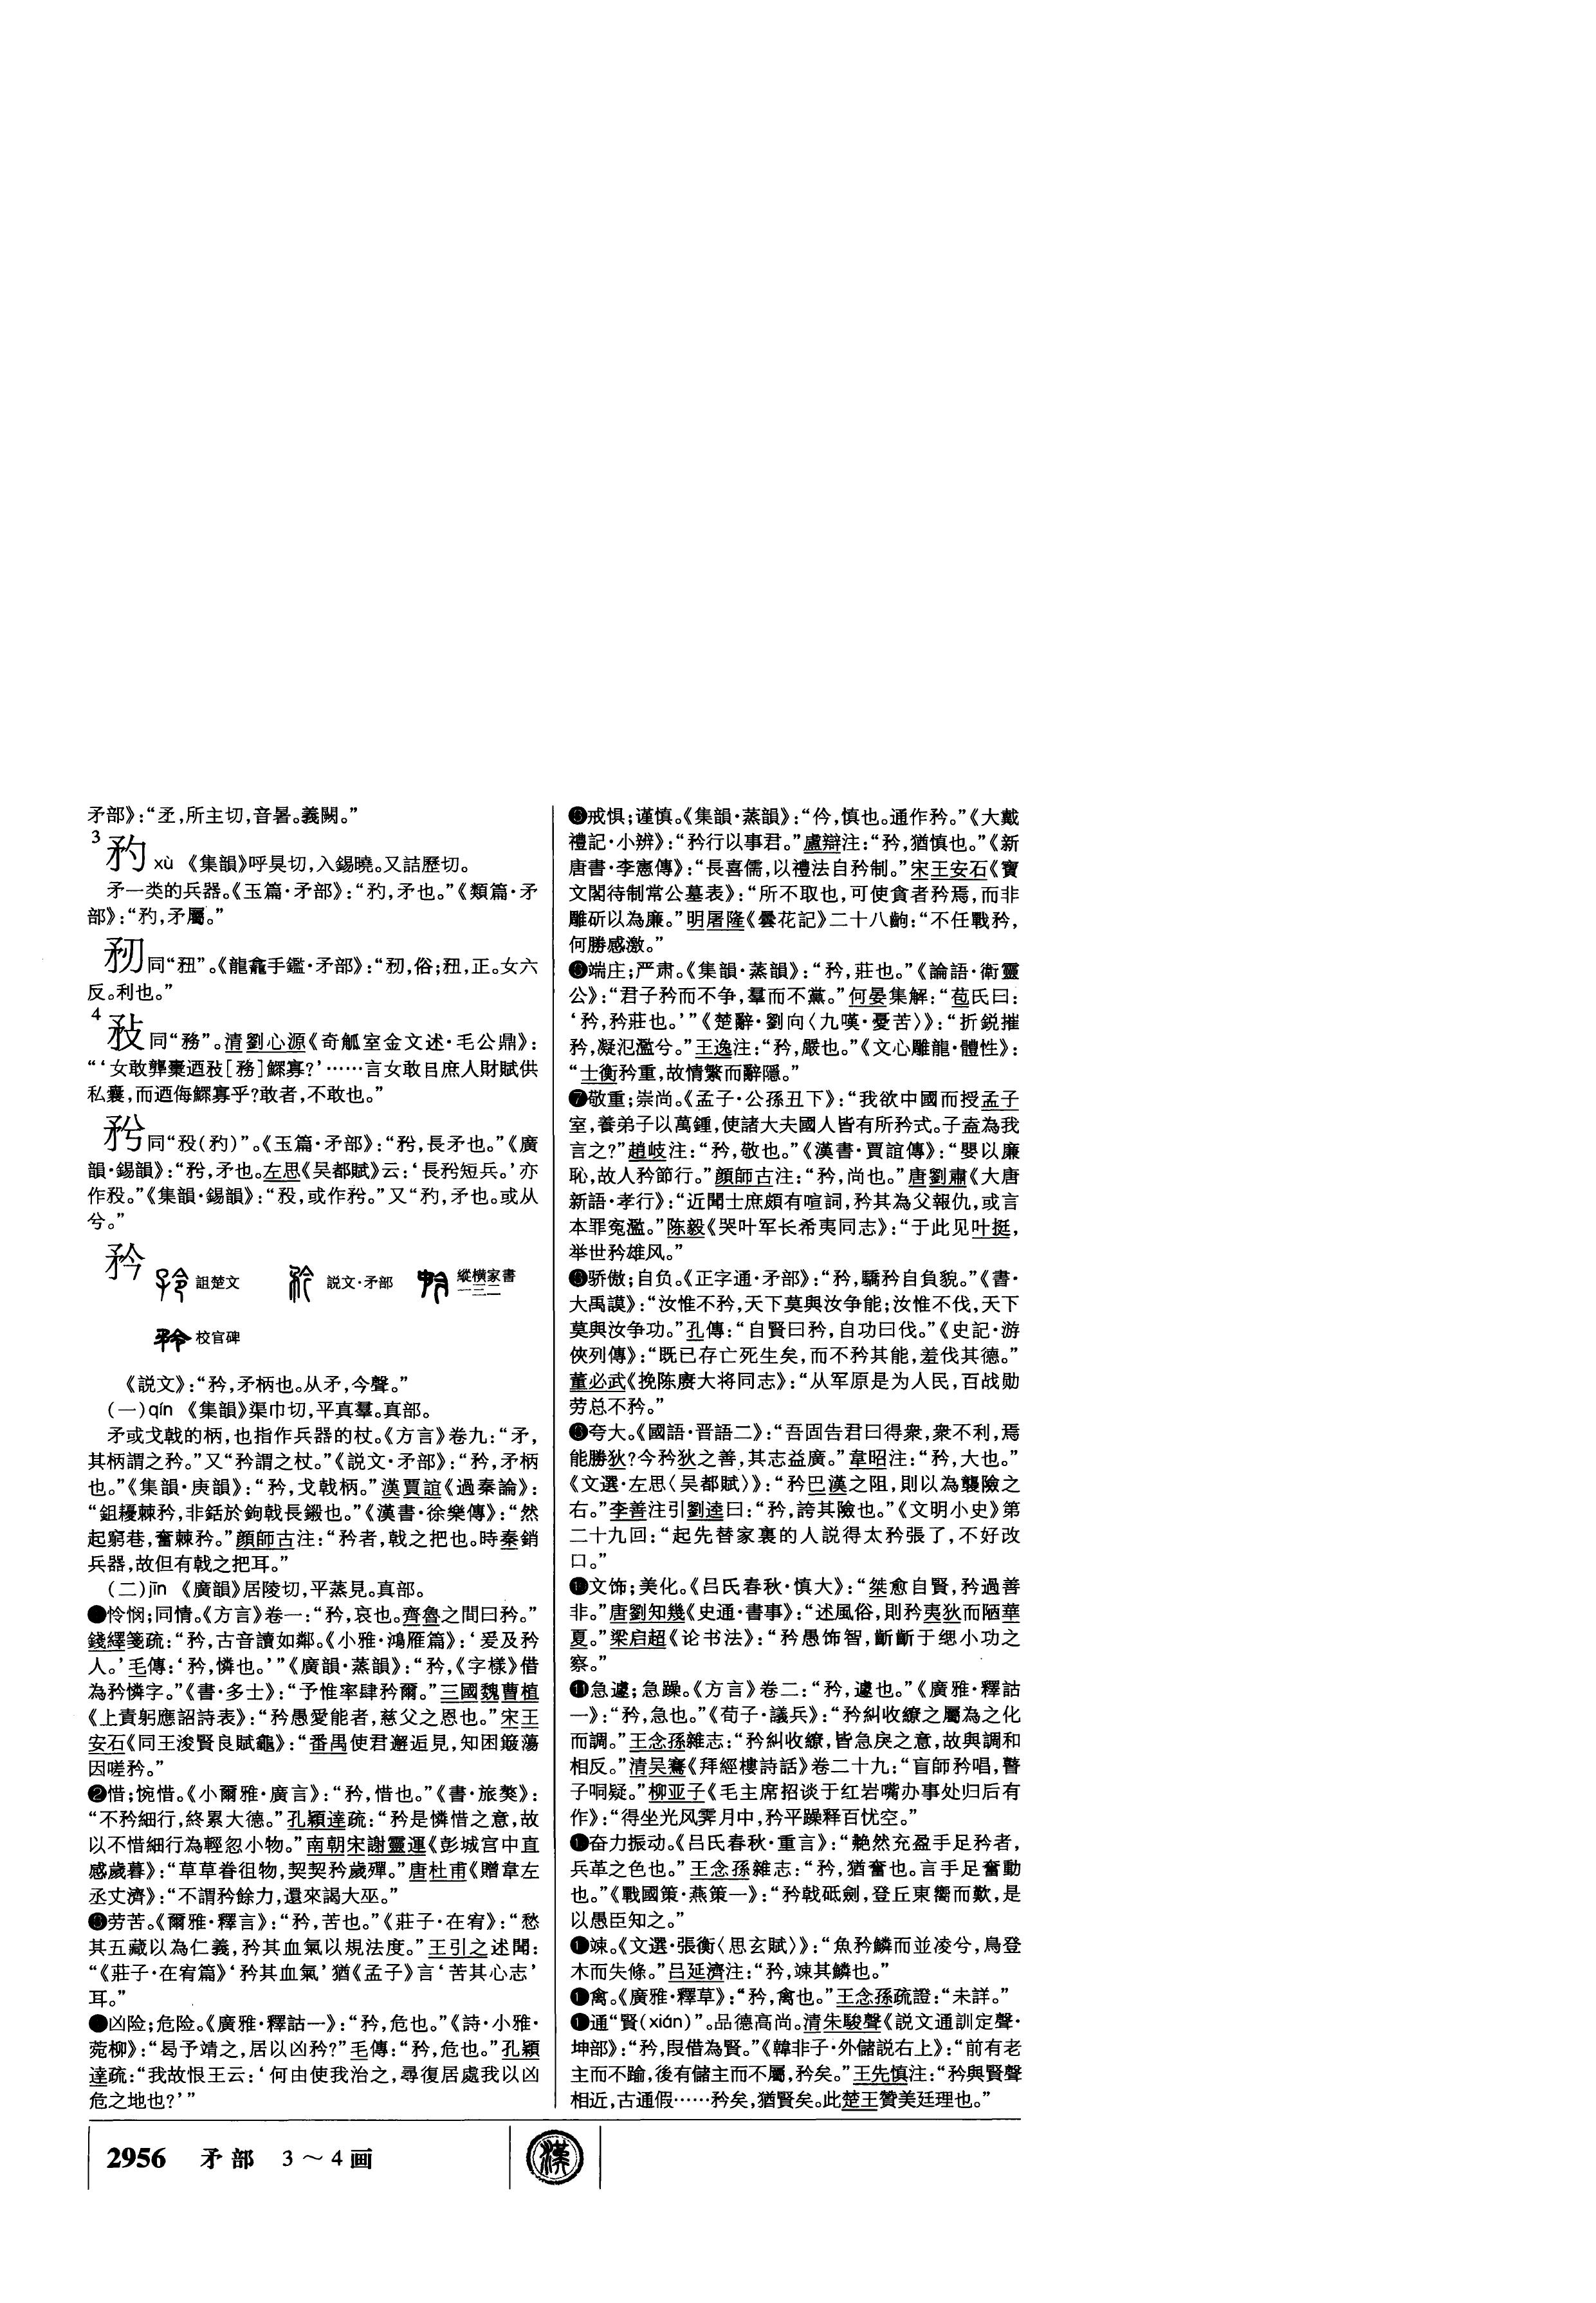 矛部》：“𥍟，所主切，音暑。義闕。”
3
矡 xù 《集韻》呼狊切，入錫曉。又詰歷切。
矛一类的兵器。《玉篇·矛部》：“，矛也。”《類篇·矛
部》：“，矛屬。”
同“䂇”。《龍龕手鑑·矛部》：“，俗；䂇，正。女六
反。利也。”
4
敄 同“務”。清劉心源《奇觚室金文述·毛公鼎》：
“‘女敢龏橐迺敄［務］鰥寡？’……言女敢㠯庶人財賦供
私囊，而迺侮鰥寡乎？敢者，不敢也。”
同“（）”。《玉篇·矛部》：“，長矛也。”《廣
韻·錫韻》：“，矛也。左思《吴都賦》云：‘長短兵。’亦
作。”《集韻·錫韻》：“，或作。”又“，矛也。或从
兮。”
矜 詛楚文 説文·矛部 縱横家書
一三二
校官碑
《説文》：“矜，矛柄也。从矛，今聲。”
（一）qín 《集韻》渠巾切，平真羣。真部。
矛或戈戟的柄，也指作兵器的杖。《方言》卷九：“矛，
其柄謂之矜。”又“矜謂之杖。”《説文·矛部》：“矜，矛柄
也。”《集韻·庚韻》：“矜，戈戟柄。”漢賈誼《過秦論》：
“鉏耰棘矜，非銛於鉤戟長鎩也。”《漢書·徐樂傳》：“然
起窮巷，奮棘矜。”顔師古注：“矜者，戟之把也。時秦銷
兵器，故但有戟之把耳。”
（二）jīn 《廣韻》居陵切，平蒸見。真部。
●怜悯；同情。《方言》卷一：“矜，哀也。齊魯之間曰矜。”
錢繹箋疏：“矜，古音讀如鄰。《小雅·鴻雁篇》：‘爰及矜
人。’毛傳：‘矜，憐也。’”《廣韻·蒸韻》：“矜，《字樣》借
為矜憐字。”《書·多士》：“予惟率肆矜爾。”三國魏曹植
《上責躬應詔詩表》：“矜愚愛能者，慈父之恩也。”宋王
安石《同王浚賢良賦龜》：“番禺使君邂逅見，知困簸蕩
因嗟矜。”
❷惜；惋惜。《小爾雅·廣言》：“矜，惜也。”《書·旅獒》：
“不矜細行，終累大德。”孔穎達疏：“矜是憐惜之意，故
以不惜細行為輕忽小物。”南朝宋謝靈運《彭城宫中直
感歲暮》：“草草眷徂物，契契矜歲殫。”唐杜甫《贈韋左
丞丈濟》：“不謂矜餘力，還來謁大巫。”
❸劳苦。《爾雅·釋言》：“矜，苦也。”《莊子·在宥》：“愁
其五藏以為仁義，矜其血氣以規法度。”王引之述聞：
“《莊子·在宥篇》‘矜其血氣’猶《孟子》言‘苦其心志’
耳。”
●凶险；危险。《廣雅·釋詁一》：“矜，危也。”《詩·小雅·
菀柳》：“曷予靖之，居以凶矜？”毛傳：“矜，危也。”孔穎
達疏：“我故恨王云：‘何由使我治之，尋復居處我以凶
危之地也？’”
❺戒惧；谨慎。《集韻·蒸韻》：“㣼，慎也。通作矜。”《大戴
禮記·小辨》：“矜行以事君。”盧辯注：“矜，猶慎也。”《新
唐書·李憲傳》：“長喜儒，以禮法自矜制。”宋王安石《寶
文閣待制常公墓表》：“所不取也，可使貪者矜焉，而非
雕斫以為廉。”明屠隆《曇花記》二十八齣：“不任戰矜，
何勝感激。”
❻端庄；严肃。《集韻·蒸韻》：“矜，莊也。”《論語·衛靈
公》：“君子矜而不争，羣而不黨。”何晏集解：“苞氏曰：
‘矜，矜莊也。’”《楚辭·劉向〈九嘆·憂苦〉》：“折鋭摧
矜，凝氾濫兮。”王逸注：“矜，嚴也。”《文心雕龍·體性》：
“士衡矜重，故情繁而辭隱。”
❼敬重；崇尚。《孟子·公孫丑下》：“我欲中國而授孟子
室，養弟子以萬鍾，使諸大夫國人皆有所矜式。子盍為我
言之？”趙岐注：“矜，敬也。”《漢書·賈誼傳》：“嬰以廉
恥，故人矜節行。”顔師古注：“矜，尚也。”唐劉肅《大唐
新語·孝行》：“近聞士庶頗有喧詞，矜其為父報仇，或言
本罪冤濫。”陈毅《哭叶军长希夷同志》：“于此见叶挺，
举世矜雄风。”
❽骄傲；自负。《正字通·矛部》：“矜，驕矜自負貌。”《書·
大禹謨》：“汝惟不矜，天下莫與汝争能；汝惟不伐，天下
莫與汝争功。”孔傳：“自賢曰矜，自功曰伐。”《史記·游
俠列傳》：“既已存亡死生矣，而不矜其能，羞伐其德。”
董必武《挽陈赓大将同志》：“从军原是为人民，百战勋
劳总不矜。”
❾夸大。《國語·晋語二》：“吾固告君曰得衆，衆不利，焉
能勝狄？今矜狄之善，其志益廣。”韋昭注：“矜，大也。”
《文選·左思〈吴都賦〉》：“矜巴漢之阻，則以為襲險之
右。”李善注引劉逵曰：“矜，誇其險也。”《文明小史》第
二十九回：“起先替家裏的人説得太矜張了，不好改
口。”
❿文饰；美化。《吕氏春秋·慎大》：“桀愈自賢，矜過善
非。”唐劉知幾《史通·書事》：“述風俗，則矜夷狄而陋華
夏。”梁启超《论书法》：“矜愚饰智，齗齗于缌小功之
察。”
⓫急遽；急躁。《方言》卷二：“矜，遽也。”《廣雅·釋詁
一》：“矜，急也。”《荀子·議兵》：“矜糾收繚之屬為之化
而調。”王念孫雜志：“矜糾收繚，皆急戾之意，故與調和
相反。”清吴騫《拜經樓詩話》卷二十九：“盲師矜唱，瞽
子哃疑。”柳亚子《毛主席招谈于红岩嘴办事处归后有
作》：“得坐光风霁月中，矜平躁释百忧空。”
⓬奋力振动。《吕氏春秋·重言》：“艴然充盈手足矜者，
兵革之色也。”王念孫雜志：“矜，猶奮也。言手足奮動
也。”《戰國策·燕策一》：“矜戟砥劍，登丘東嚮而歎，是
以愚臣知之。”
⓭竦。《文選·張衡〈思玄賦〉》：“魚矜鱗而並凌兮，鳥登
木而失條。”吕延濟注：“矜，竦其鱗也。”
⓮禽。《廣雅·釋草》：“矜，禽也。”王念孫疏證：“未詳。”
⓯通“賢（xián）”。品德高尚。清朱駿聲《説文通訓定聲·
坤部》：“矜，叚借為賢。”《韓非子·外儲説右上》：“前有老
主而不踰，後有儲主而不屬，矜矣。”王先慎注：“矜與賢聲
相近，古通假……矜矣，猶賢矣。此楚王贊美廷理也。”
2956 矛部 3～4画
漢